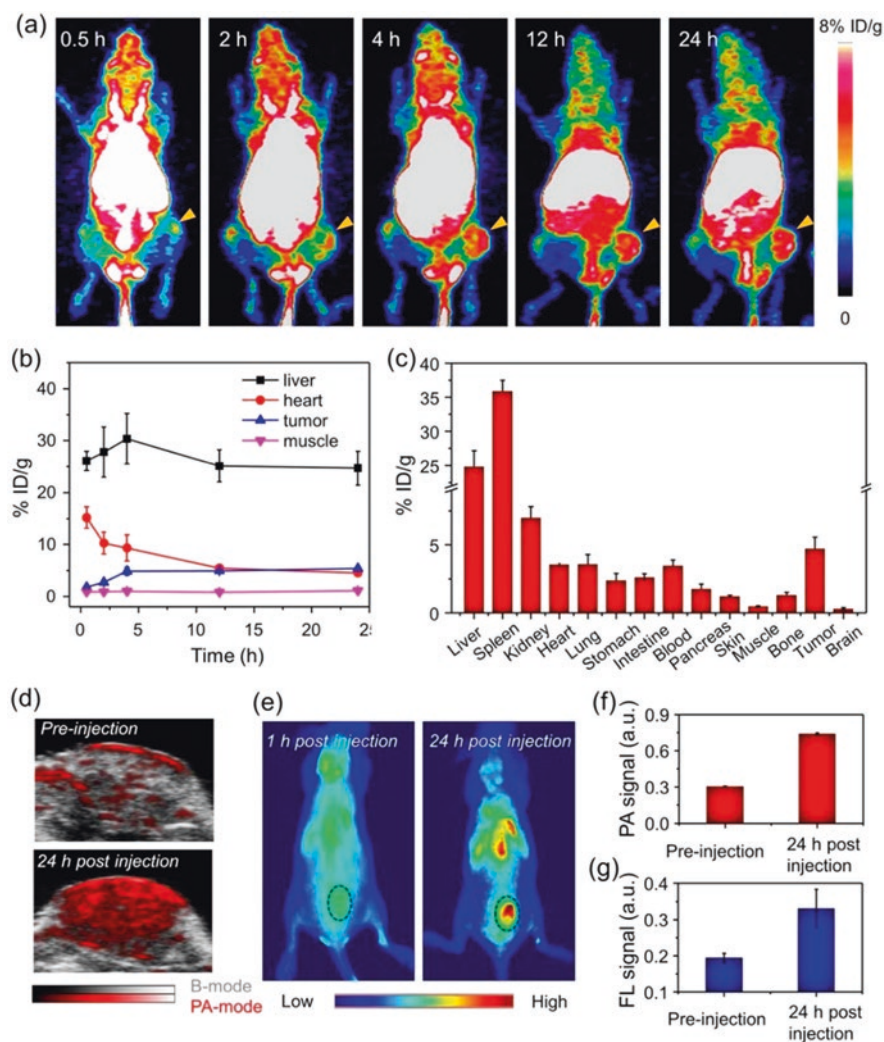 (a)
0.5 h
2 h
4 h
12 h
24 h
8% ID/g
0
(b)
40
30
20
10
0
% ID/g
liver
heart
tumor
muscle
0 5 10 15 20 25
Time (h)
(c)
40
35
30
25
5
0
% ID/g
Liver
Spleen
Kidney
Heart
Lung
Stomach
Intestine
Blood
Pancreas
Skin
Muscle
Bone
Tumor
Brain
(d)
Pre-injection
24 h post injection
B-mode
PA-mode
(e)
1 h post injection
24 h post injection
Low
High
(f)
0.9
0.6
0.3
0.0
PA signal (a.u.)
Pre-injection
24 h post
injection
(g)
0.4
0.3
0.2
0.1
FL signal (a.u.)
Pre-injection
24 h post
injection